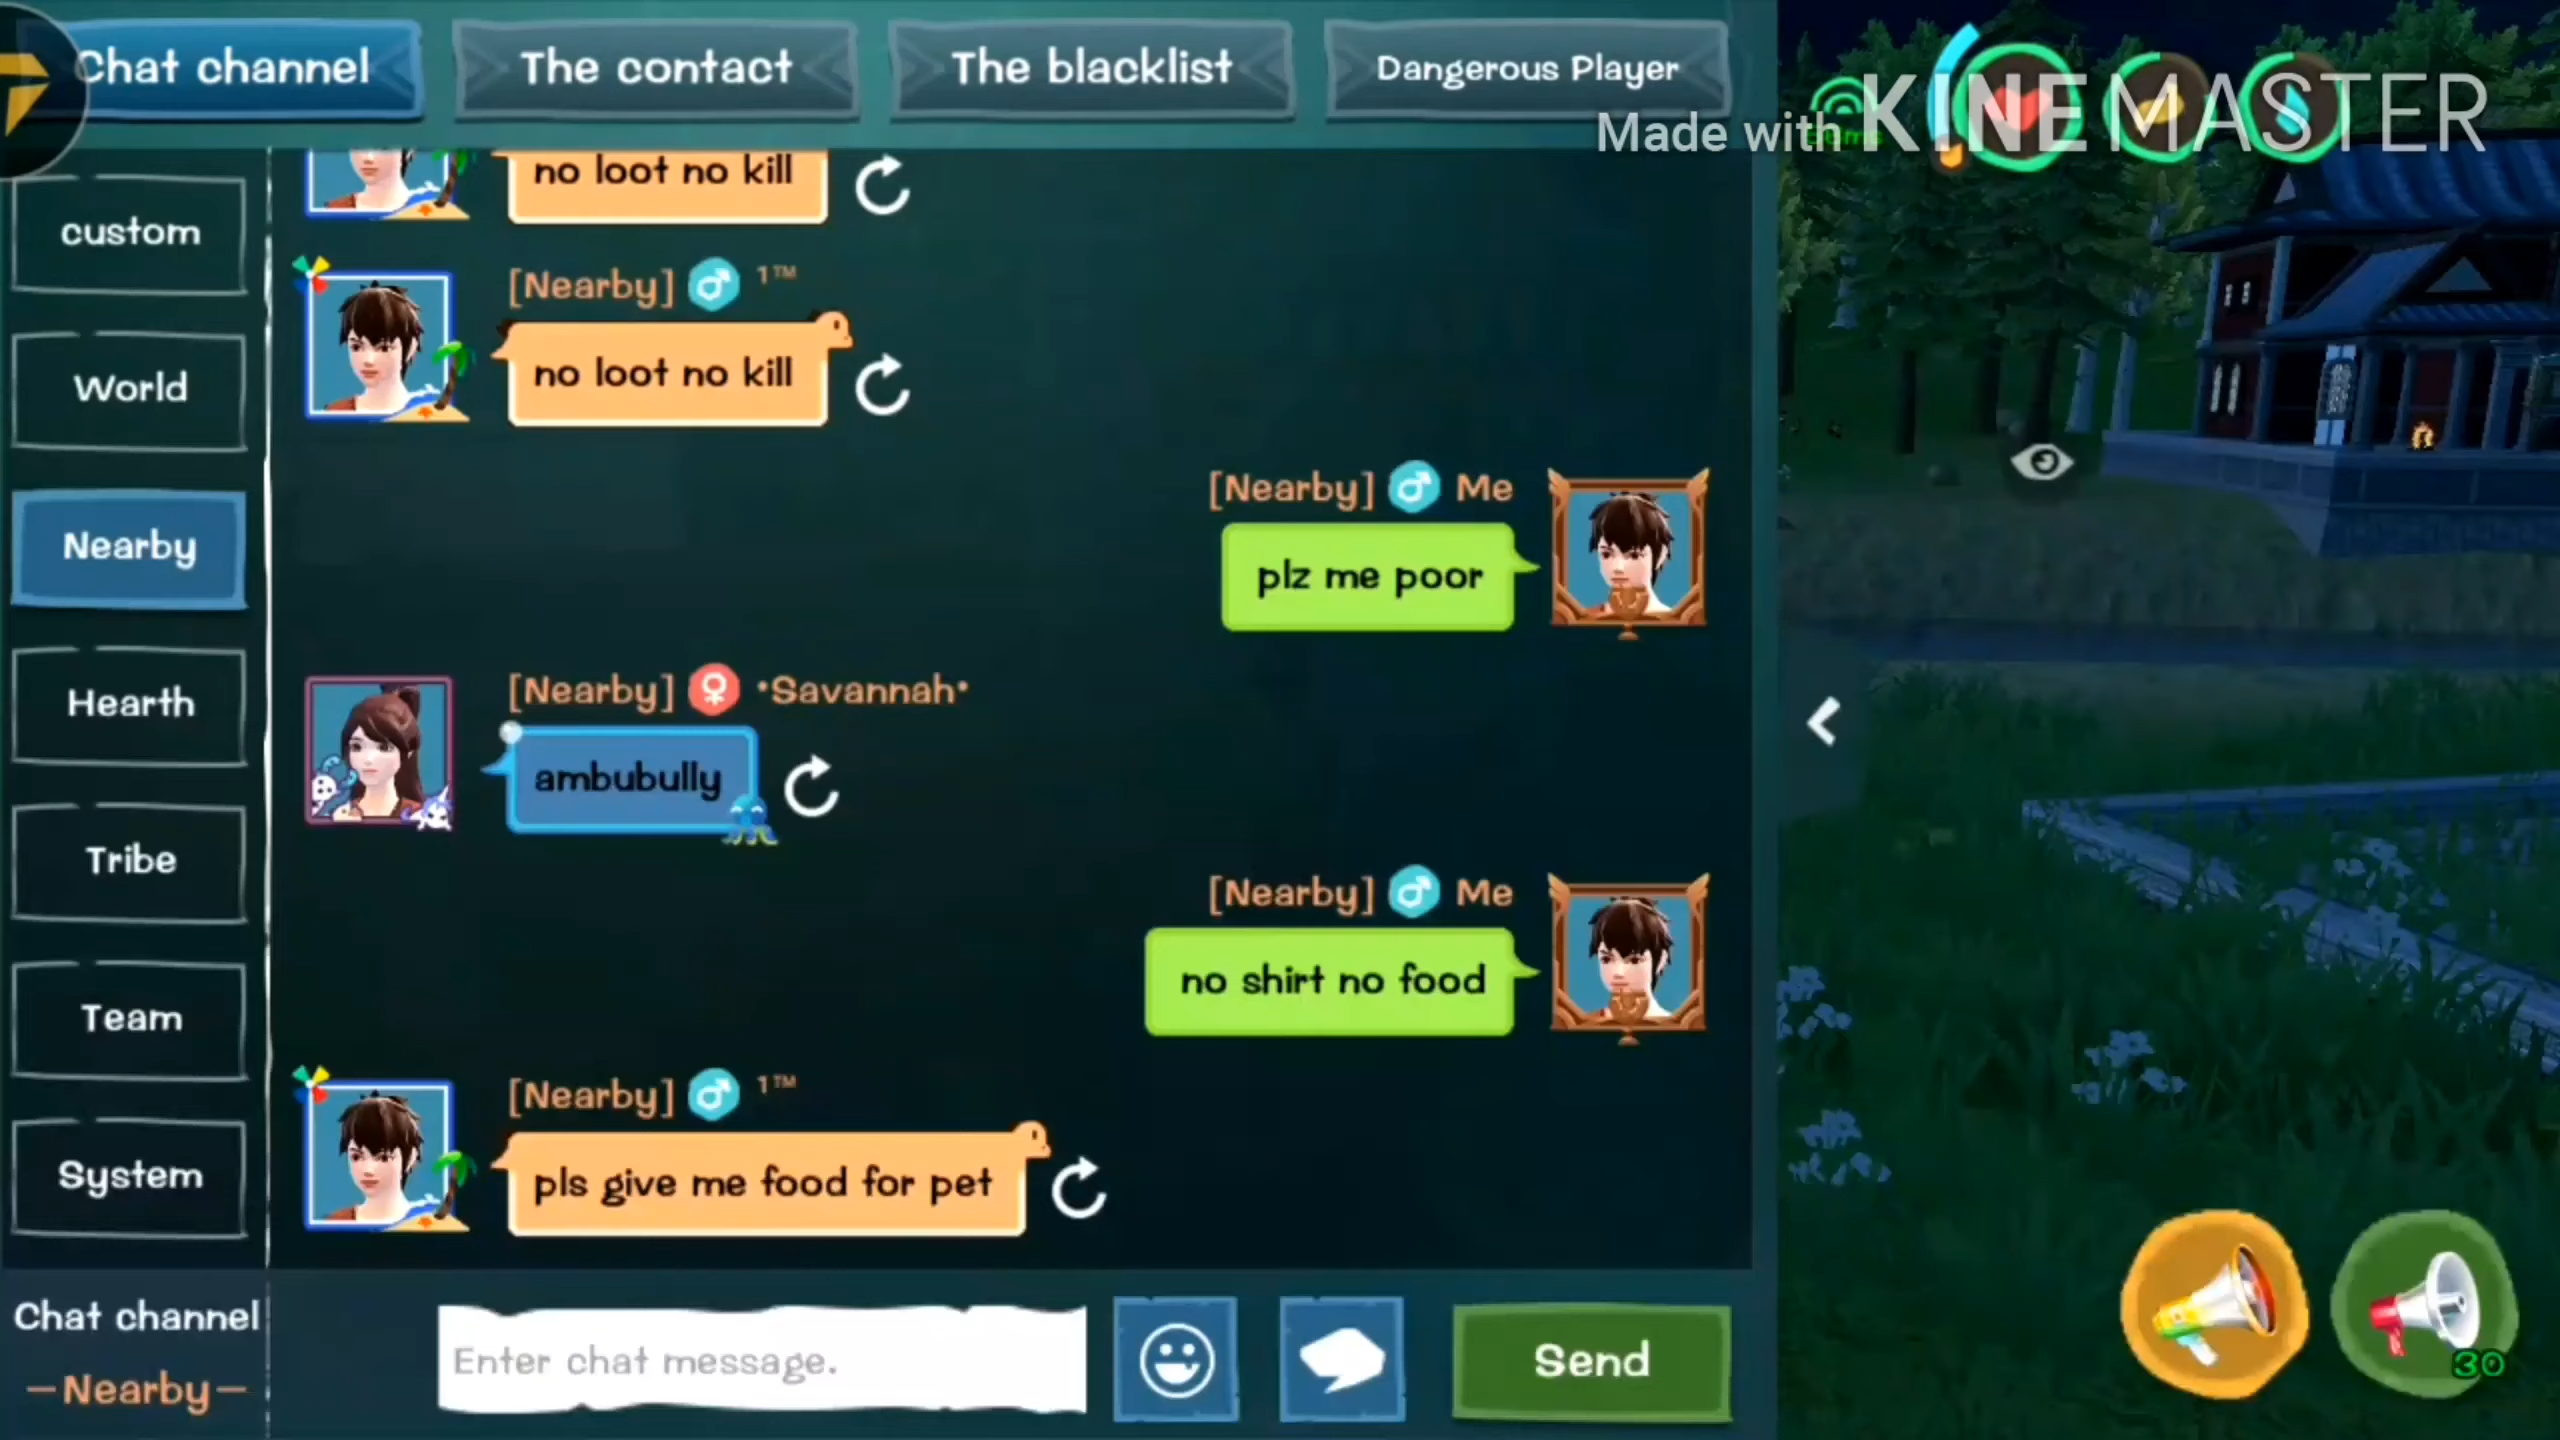 Chat channel
The contact
The blacklist
Dangerous Player
Made with KINEMASTER
custom
World
Nearby
Hearth
Tribe
Team
System
no loot no kill
[Nearby] 1™
no loot no kill
[Nearby] Me
plz me poor
[Nearby] •Savannah•
ambubully
[Nearby] Me
no shirt no food
[Nearby] 1™
pls give me food for pet
Chat channel
—Nearby—
Enter chat message.
Send
30